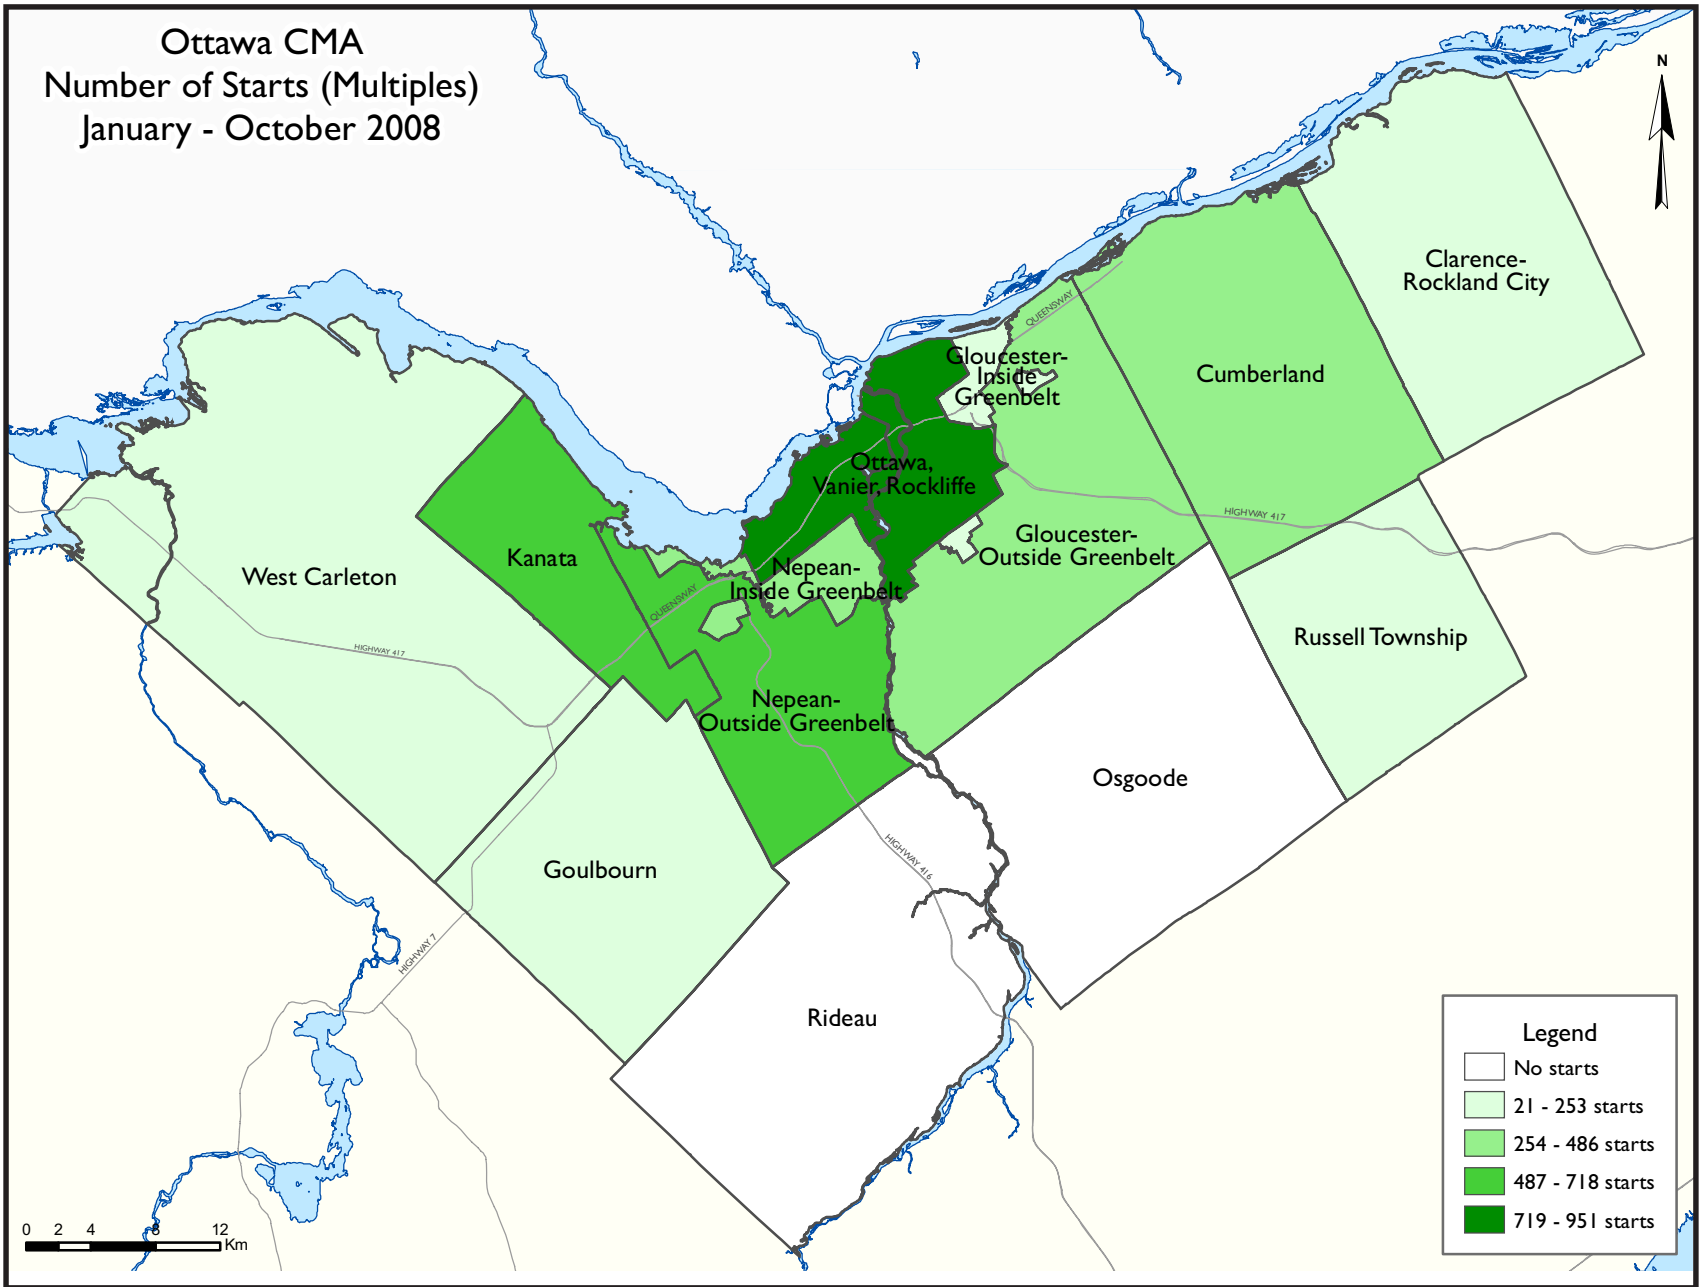 Ottawa CMA
Number of Starts (Multiples)
January - October 2008
N
Clarence-
Rockland City
QUEENSWAY
Gloucester-
Inside
Greenbelt
Cumberland
Ottawa,
Vanier, Rockliffe
HIGHWAY 417
Gloucester-
Outside Greenbelt
Kanata
West Carleton
Nepean-
Inside Greenbelt
QUEENSWAY
Russell Township
HIGHWAY 417
Nepean-
Outside Greenbelt
Osgoode
Goulbourn
HIGHWAY 416
HIGHWAY 7
Rideau
Legend
No starts
21 - 253 starts
254 - 486 starts
487 - 718 starts
719 - 951 starts
0 2 4 8 12
Km